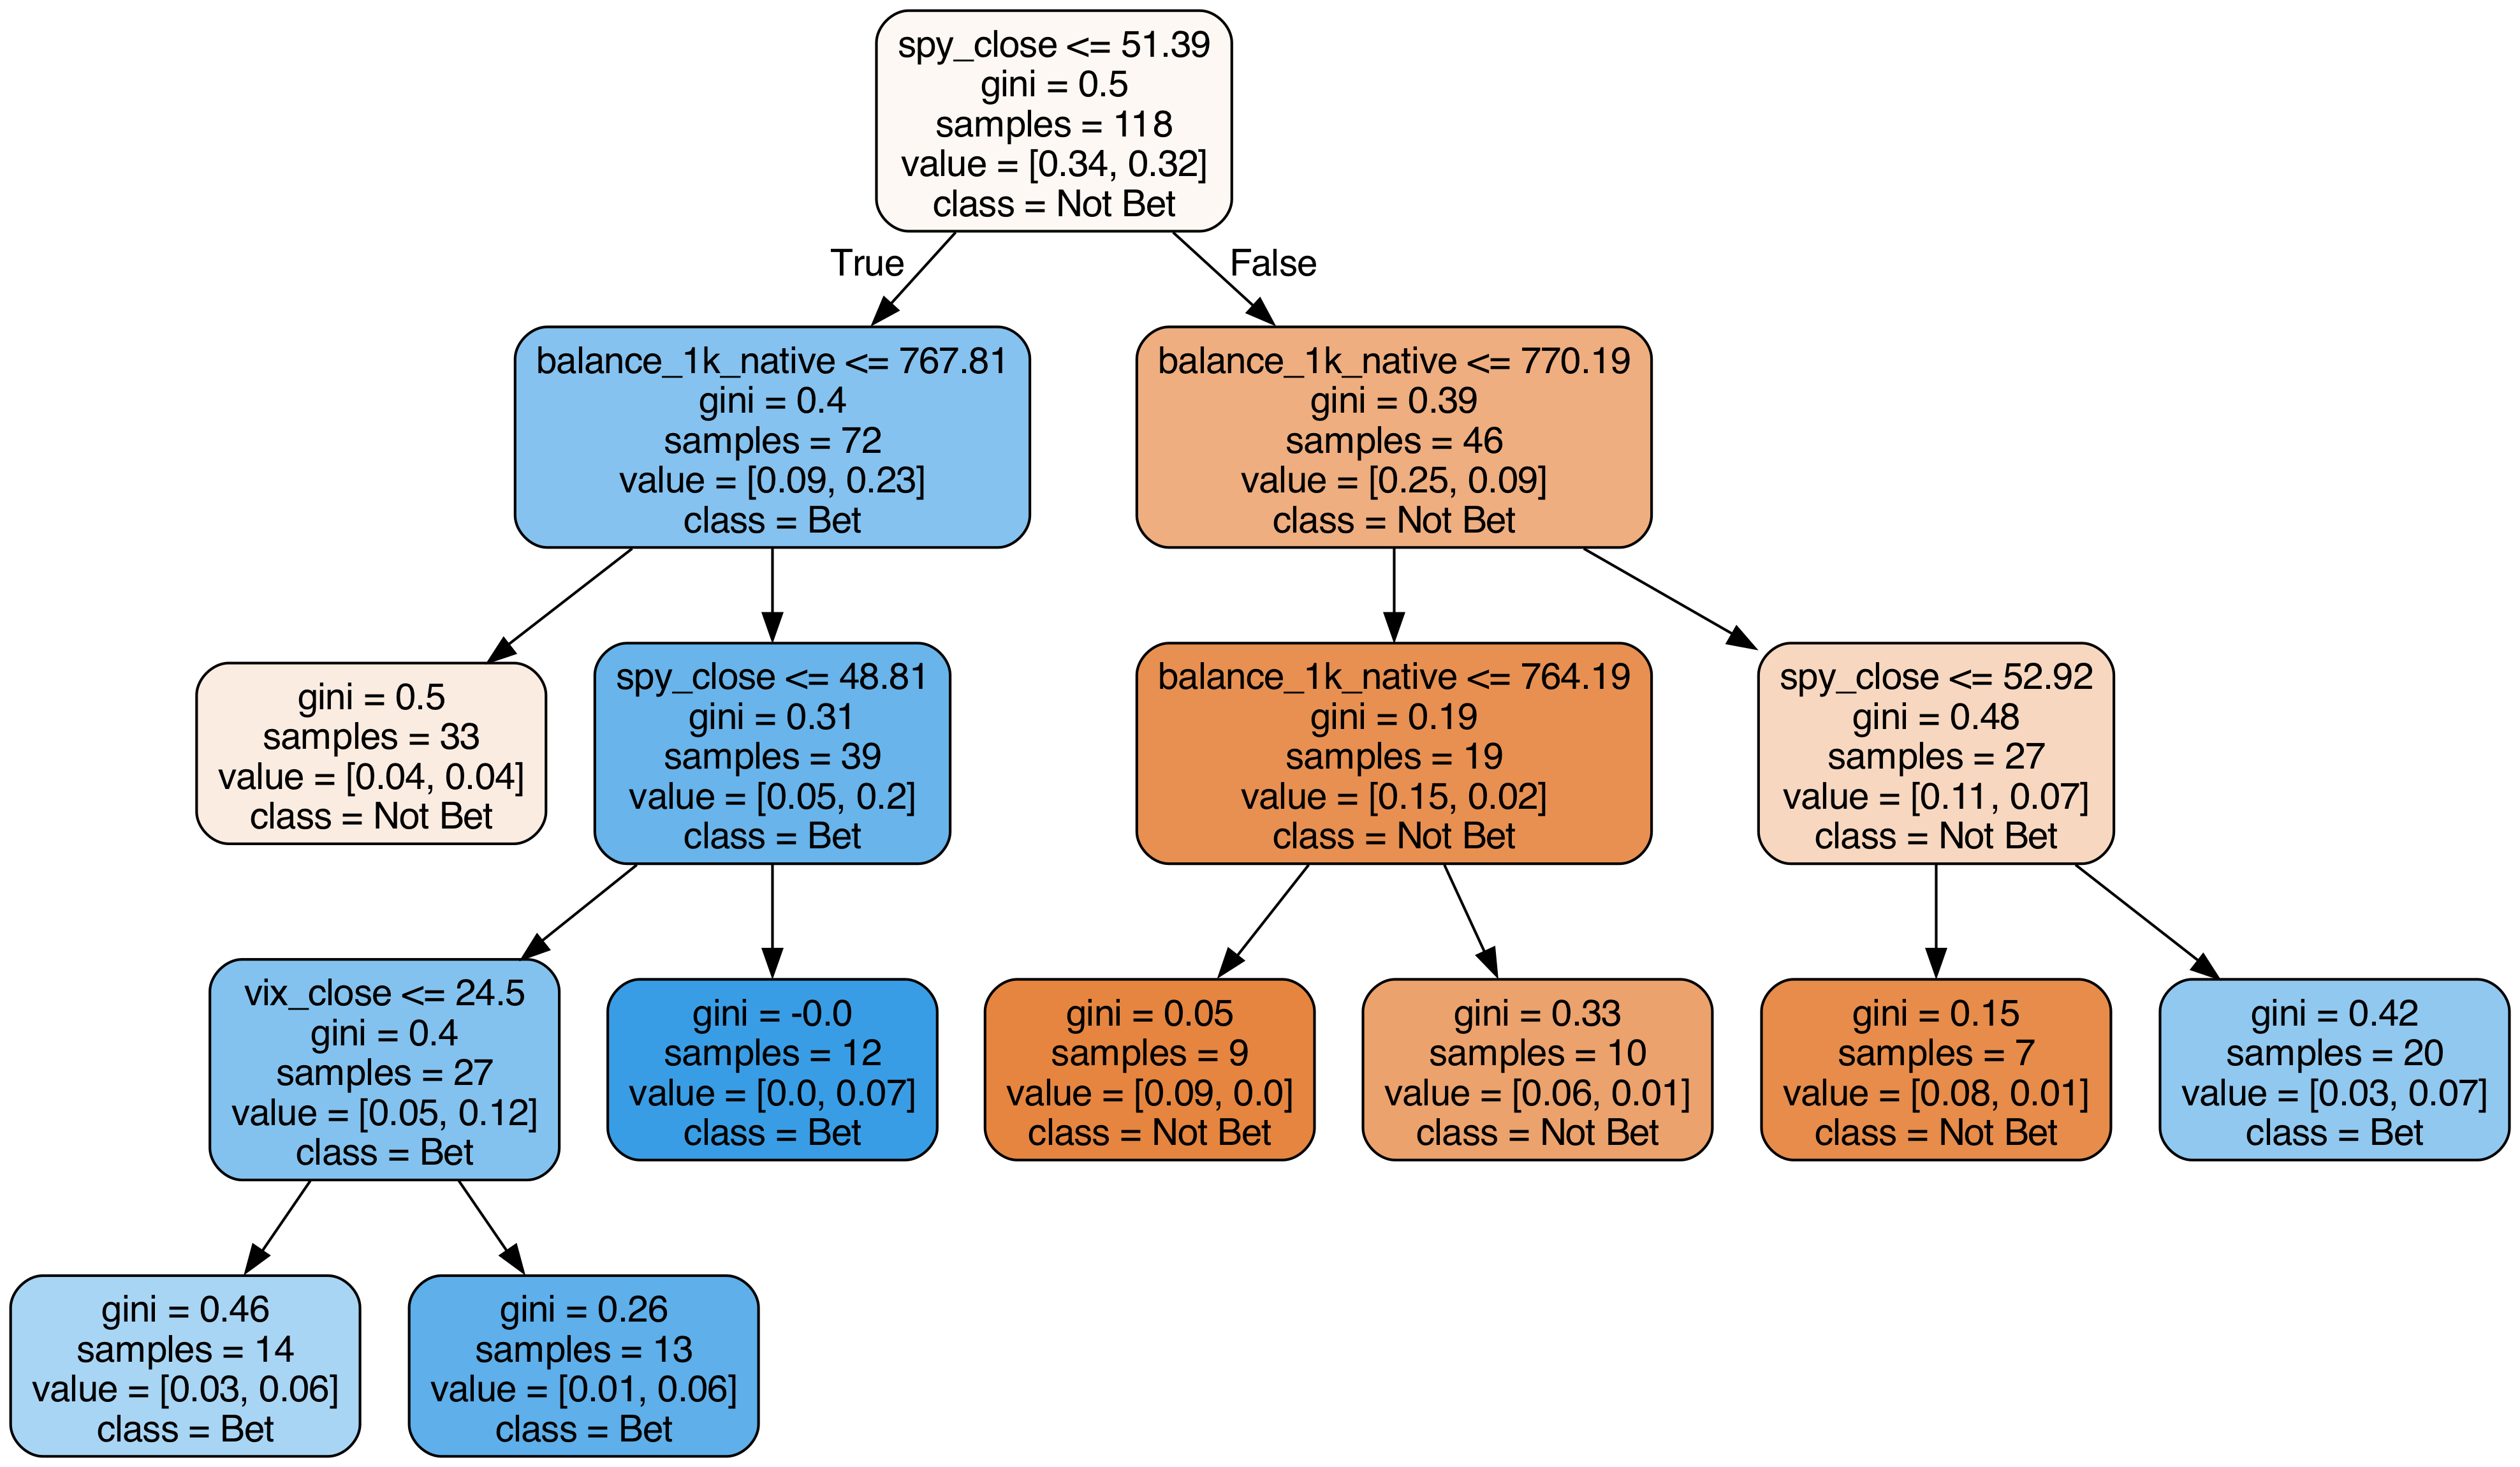 spy_close <= 51.39
gini = 0.5
samples = 118
value = [0.34, 0.32]
class = Not Bet
True
False
balance_1k_native <= 767.81
gini = 0.4
samples = 72
value = [0.09, 0.23]
class = Bet
balance_1k_native <= 770.19
gini = 0.39
samples = 46
value = [0.25, 0.09]
class = Not Bet
gini = 0.5
samples = 33
value = [0.04, 0.04]
class = Not Bet
spy_close <= 48.81
gini = 0.31
samples = 39
value = [0.05, 0.2]
class = Bet
balance_1k_native <= 764.19
gini = 0.19
samples = 19
value = [0.15, 0.02]
class = Not Bet
spy_close <= 52.92
gini = 0.48
samples = 27
value = [0.11, 0.07]
class = Not Bet
vix_close <= 24.5
gini = 0.4
samples = 27
value = [0.05, 0.12]
class = Bet
gini = -0.0
samples = 12
value = [0.0, 0.07]
class = Bet
gini = 0.05
samples = 9
value = [0.09, 0.0]
class = Not Bet
gini = 0.33
samples = 10
value = [0.06, 0.01]
class = Not Bet
gini = 0.15
samples = 7
value = [0.08, 0.01]
class = Not Bet
gini = 0.42
samples = 20
value = [0.03, 0.07]
class = Bet
gini = 0.46
samples = 14
value = [0.03, 0.06]
class = Bet
gini = 0.26
samples = 13
value = [0.01, 0.06]
class = Bet